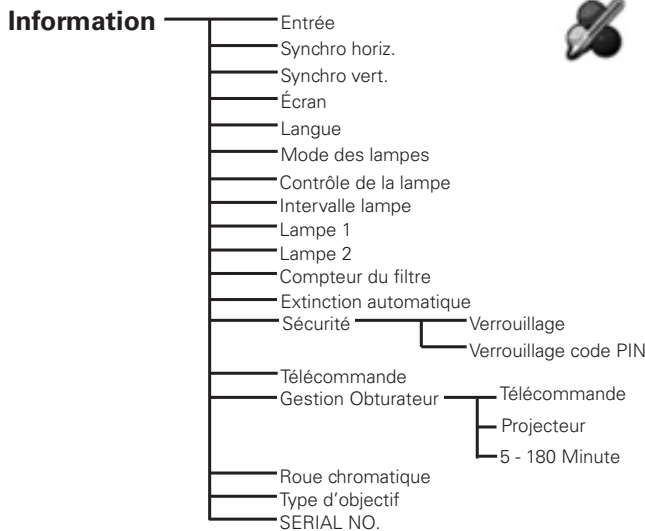 Information
Entrée
Synchro horiz.
Synchro vert.
Écran
Langue
Mode des lampes
Contrôle de la lampe
Intervalle lampe
Lampe 1
Lampe 2
Compteur du filtre
Extinction automatique
Sécurité
Verrouillage
Verrouillage code PIN
Télécommande
Gestion Obturateur
Télécommande
Projecteur
5 - 180 Minute
Roue chromatique
Type d'objectif
SERIAL NO.